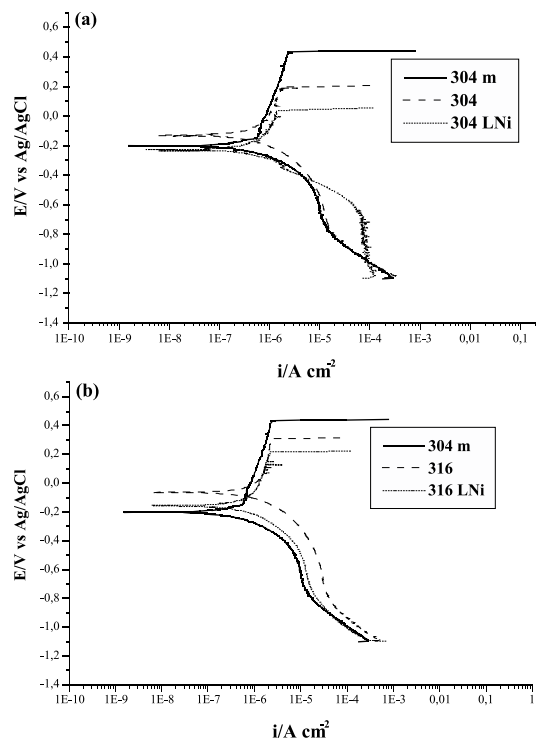 (a)
0,6
0,4
0,2
0,0
-0,2
-0,4
-0,6
-0,8
-1,0
-1,2
-1,4
E/V vs Ag/AgCl
304 m
304
304 LNi
1E-10 1E-9 1E-8 1E-7 1E-6 1E-5 1E-4 1E-3 0,01 0,1
i/A cm-2
(b)
0,6
0,4
0,2
0,0
-0,2
-0,4
-0,6
-0,8
-1,0
-1,2
-1,4
E/V vs Ag/AgCl
304 m
316
316 LNi
1E-10 1E-9 1E-8 1E-7 1E-6 1E-5 1E-4 1E-3 0,01 0,1 1
i/A cm-2